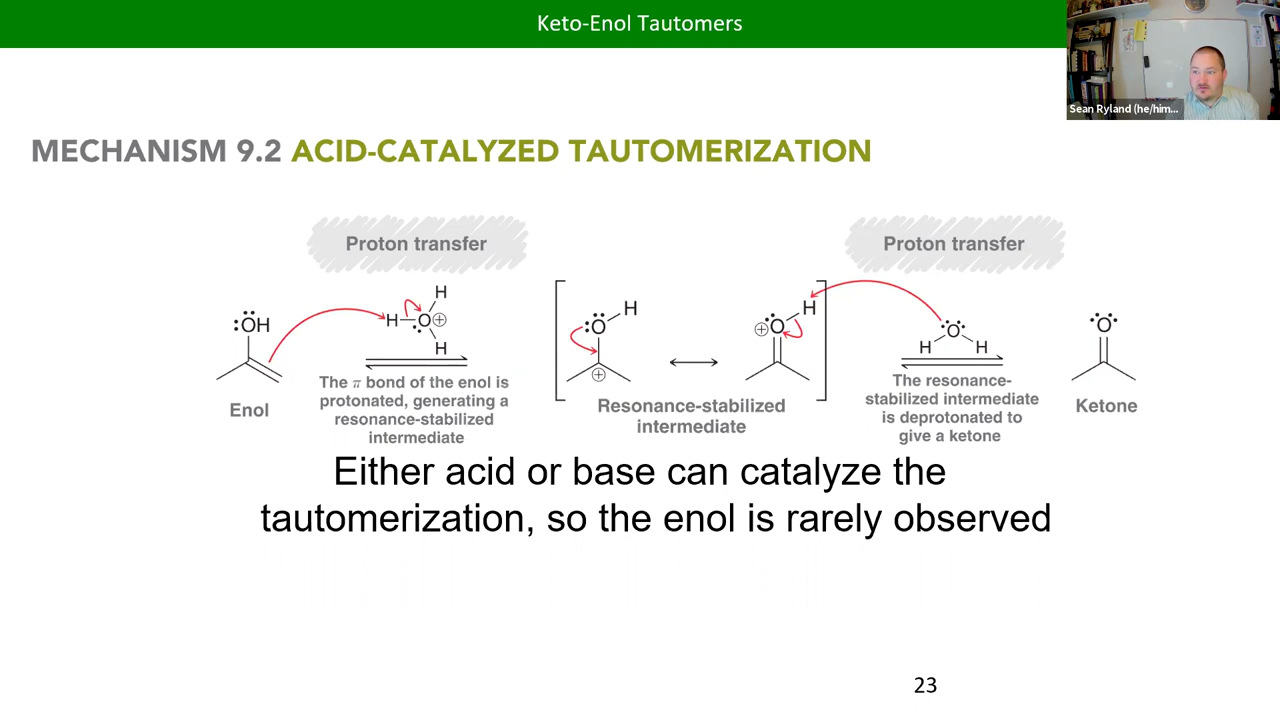 Keto-Enol Tautomers
Sean Ryland (he/him...
MECHANISM 9.2 ACID-CATALYZED TAUTOMERIZATION
Proton transfer
Proton transfer
:ÖH
H
H—O⊕
H
O
H
⊕
⊕O
H
O
H H
O
The π bond of the enol is
protonated, generating a
resonance-stabilized
intermediate
Enol
Resonance-stabilized
intermediate
The resonance-
stabilized intermediate
is deprotonated to
give a ketone
Ketone
Either acid or base can catalyze the
tautomerization, so the enol is rarely observed
23